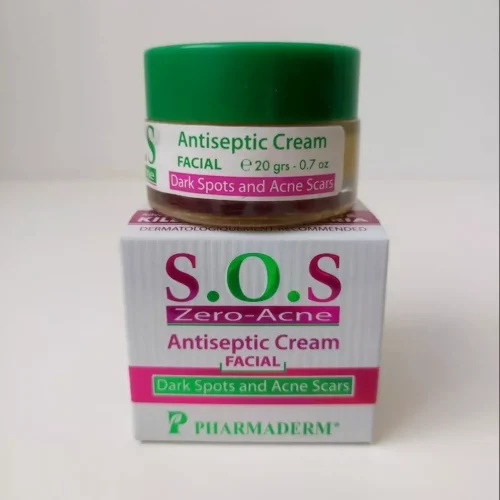 S
Antiseptic Cream
FACIAL e 20 grs - 0.7 oz
Dark Spots and Acne Scars
DERMATOLOGIQUEMENT RECOMMENDED
S.O.S
Zero-Acne
Antiseptic Cream
FACIAL
Dark Spots and Acne Scars
P PHARMADERM®